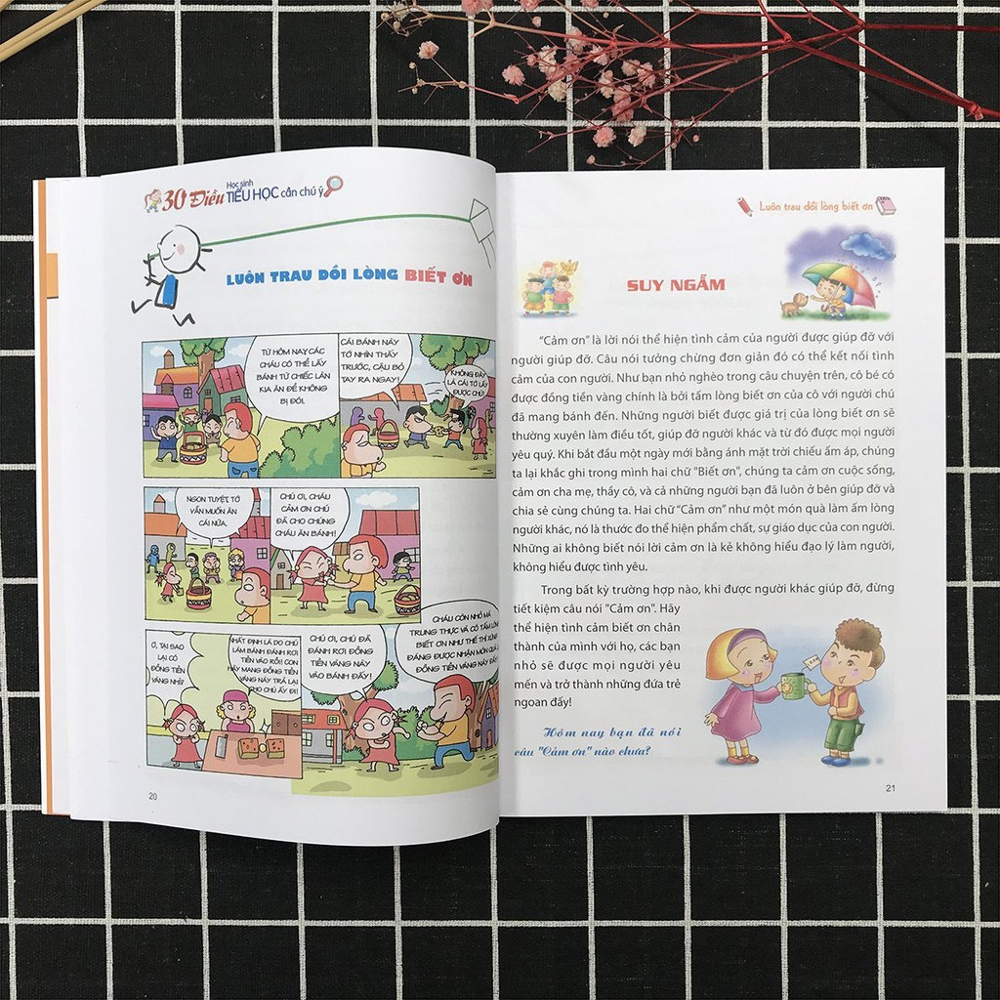 30 Điều Học sinh TIỂU HỌC cần chú ý
LUÔN TRAU DỒI LÒNG BIẾT ƠN
TỪ HÔM NAY, CÁC
CHÁU CÓ THỂ LẤY
BÁNH TỪ CHIẾC LÁN
KIA ĂN ĐỂ KHÔNG
BỊ ĐÓI.
CÁI BÁNH NÀY
TỚ NHÌN THẤY
TRƯỚC, CẬU BỎ
TAY RA NGAY!
KHÔNG, ĐÂY
LÀ CÁI TỚ LẤY
ĐƯỢC CHỨ!
NGON TUYỆT, TỚ
VẪN MUỐN ĂN
CÁI NỮA.
CHÚ ƠI, CHÁU
CẢM ƠN CHÚ
ĐÃ CHO CHÚNG
CHÁU ĂN BÁNH!
Ơ, TẠI SAO
LẠI CÓ
ĐỒNG TIỀN
VÀNG NHỈ?
NHẤT ĐỊNH LÀ DO CHÚ
LÀM BÁNH ĐÁNH RƠI
TIỀN VÀO RỒI! CON
HÃY MANG ĐỒNG TIỀN
VÀNG NÀY TRẢ LẠI
CHO CHÚ ẤY ĐI!
CHÚ ƠI, CHÚ ĐÃ
ĐÁNH RƠI ĐỒNG
TIỀN VÀNG NÀY
VÀO BÁNH ĐẤY!
CHÁU CÒN NHỎ MÀ
TRUNG THỰC VÀ CÓ TẤM LÒNG
BIẾT ƠN NHƯ THẾ THÌ XỨNG
ĐÁNG ĐƯỢC NHẬN MÓN QUÀ LÀ
ĐỒNG TIỀN VÀNG NÀY ĐẤY!
20
Luôn trau dồi lòng biết ơn
SUY NGẪM
"Cảm ơn" là lời nói thể hiện tình cảm của người được giúp đỡ với
người giúp đỡ. Câu nói tưởng chừng đơn giản đó có thể kết nối tình
cảm của con người. Như bạn nhỏ nghèo trong câu chuyện trên, cô bé có
được đồng tiền vàng chính là bởi tấm lòng biết ơn của cô với người chú
đã mang bánh đến. Những người biết được giá trị của lòng biết ơn sẽ
thường xuyên làm điều tốt, giúp đỡ người khác và từ đó được mọi người
yêu quý. Khi bắt đầu một ngày mới bằng ánh mặt trời chiếu ấm áp, chúng
ta lại khắc ghi trong mình hai chữ "Biết ơn", chúng ta cảm ơn cuộc sống,
cảm ơn cha mẹ, thầy cô, và cả những người bạn đã luôn ở bên giúp đỡ và
chia sẻ cùng chúng ta. Hai chữ "Cảm ơn" như một món quà làm ấm lòng
người khác, nó là thước đo thể hiện phẩm chất, sự giáo dục của con người.
Những ai không biết nói lời cảm ơn là kẻ không hiểu đạo lý làm người,
không hiểu được tình yêu.
Trong bất kỳ trường hợp nào, khi được người khác giúp đỡ, đừng
tiết kiệm câu nói "Cảm ơn". Hãy
thể hiện tình cảm biết ơn chân
thành của mình với họ, các bạn
nhỏ sẽ được mọi người yêu
mến và trở thành những đứa trẻ
ngoan đấy!
Hôm nay bạn đã nói
câu "Cảm ơn" nào chưa?
21